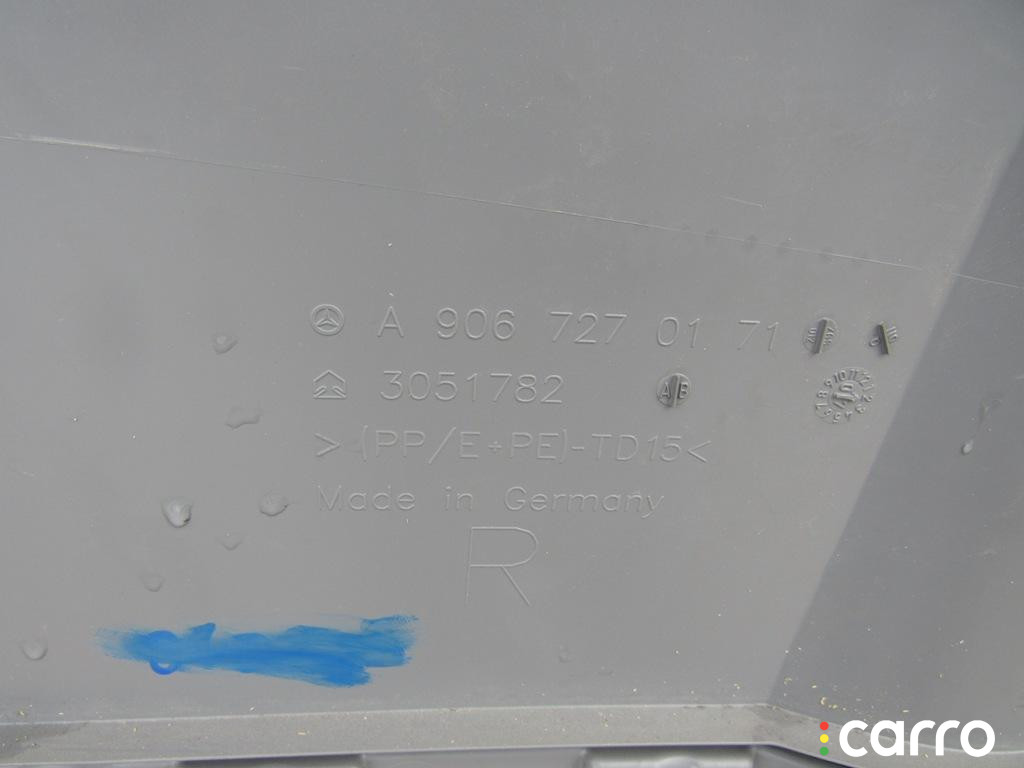 A 906 727 01 71
3051782
A B
>(PP/E+PE)-TD15<
Made in Germany
R
carro